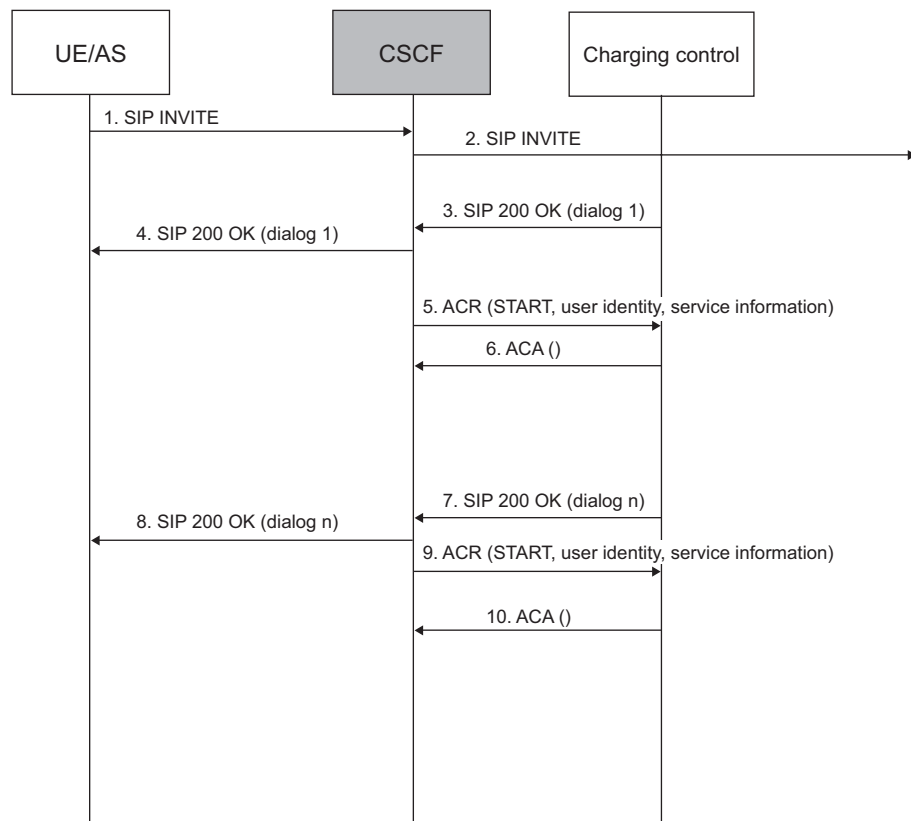 UE/AS
CSCF
Charging control
1. SIP INVITE
2. SIP INVITE
3. SIP 200 OK (dialog 1)
4. SIP 200 OK (dialog 1)
5. ACR (START, user identity, service information)
6. ACA ()
7. SIP 200 OK (dialog n)
8. SIP 200 OK (dialog n)
9. ACR (START, user identity, service information)
10. ACA ()